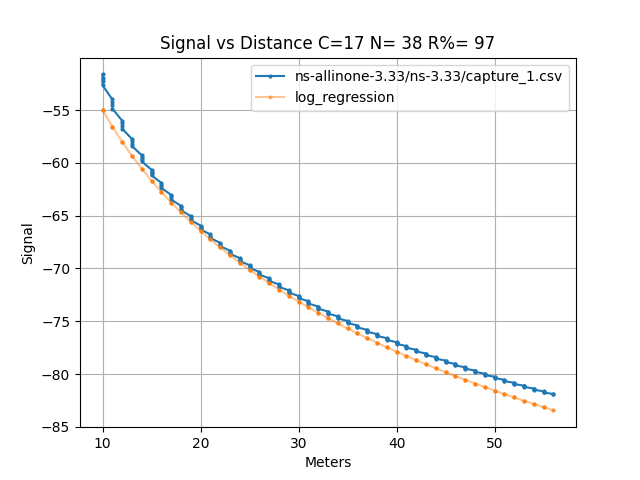 Signal vs Distance C=17 N= 38 R%= 97
ns-allinone-3.33/ns-3.33/capture_1.csv
log_regression
−55
−60
−65
−70
−75
−80
−85
Signal
10 20 30 40 50
Meters